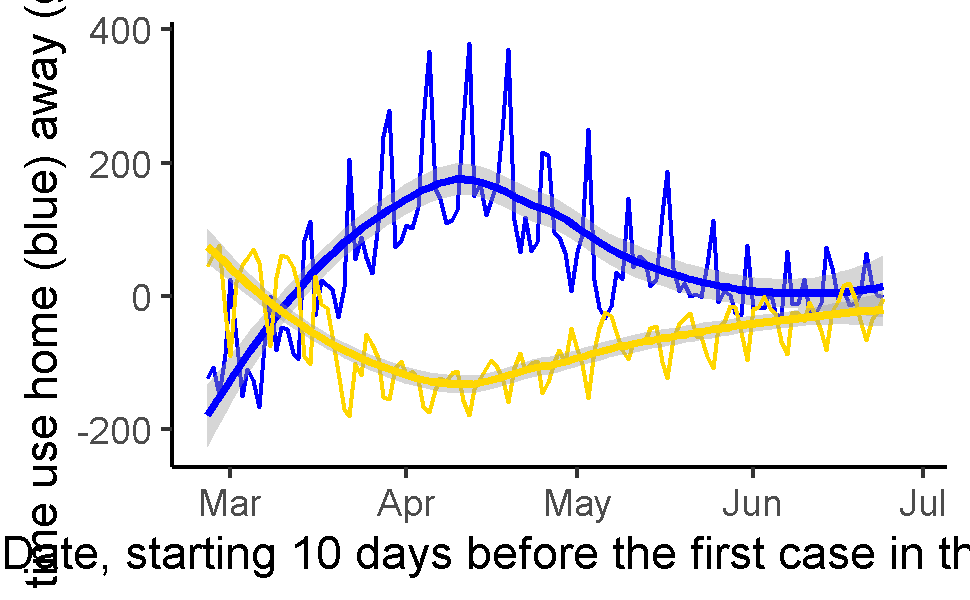 time use home (blue) away (
400
200
0
-200
Mar Apr May Jun Jul
Date, starting 10 days before the first case in th